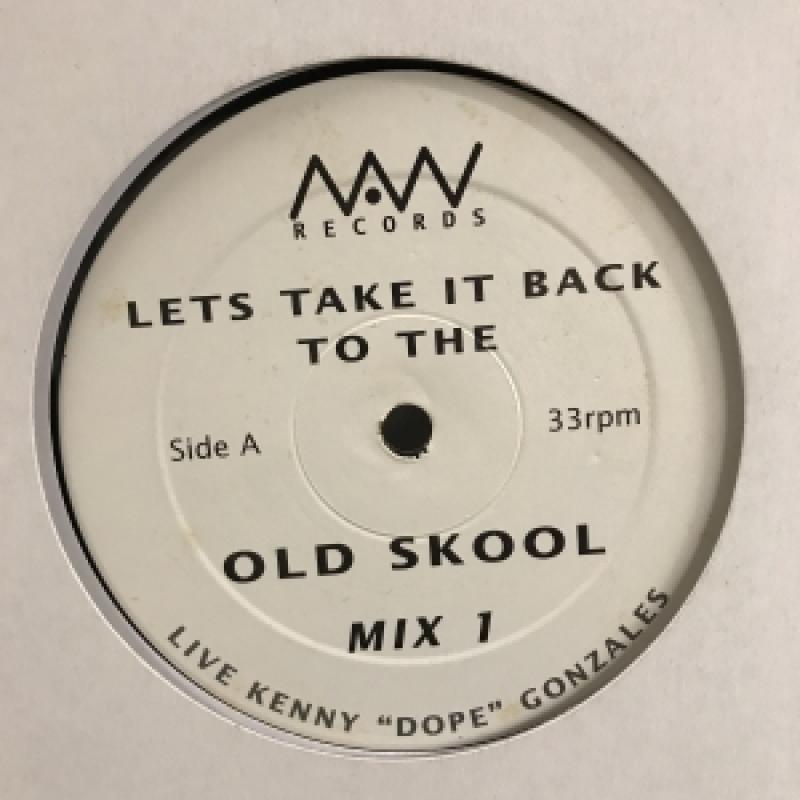 MAW
RECORDS
LETS TAKE IT BACK
TO THE
Side A
33rpm
OLD SKOOL
MIX 1
LIVE KENNY “DOPE” GONZALES